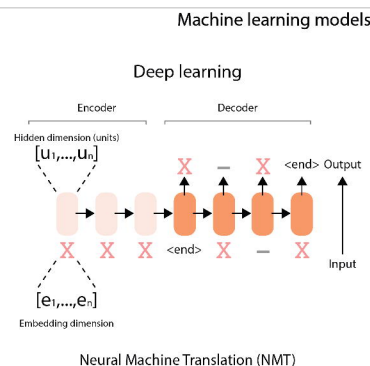 Machine learning models
Deep learning
Encoder Decoder
Hidden dimension (units)
[u1,...,un]
X – X <end> Output
X X X <end> X – X Input
[e1,...,en]
Embedding dimension
Neural Machine Translation (NMT)